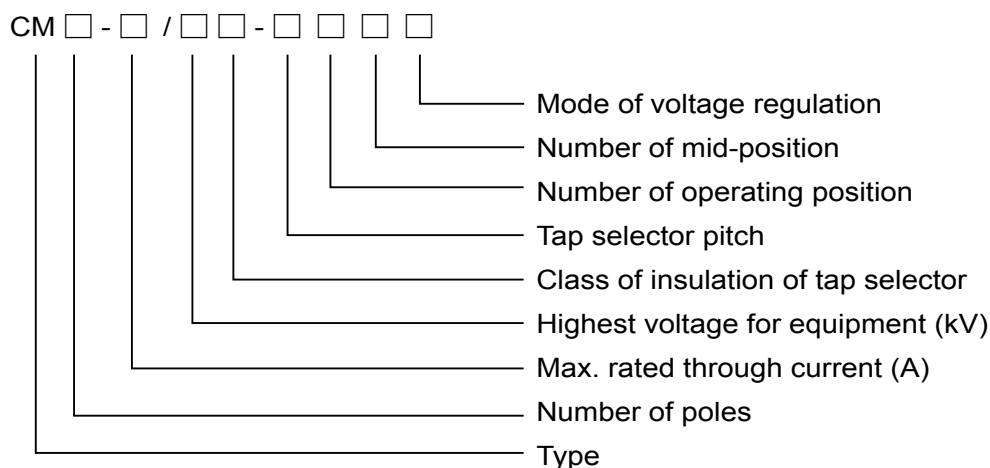 CM □ - □ / □ □ - □ □ □ □
Mode of voltage regulation
Number of mid-position
Number of operating position
Tap selector pitch
Class of insulation of tap selector
Highest voltage for equipment (kV)
Max. rated through current (A)
Number of poles
Type